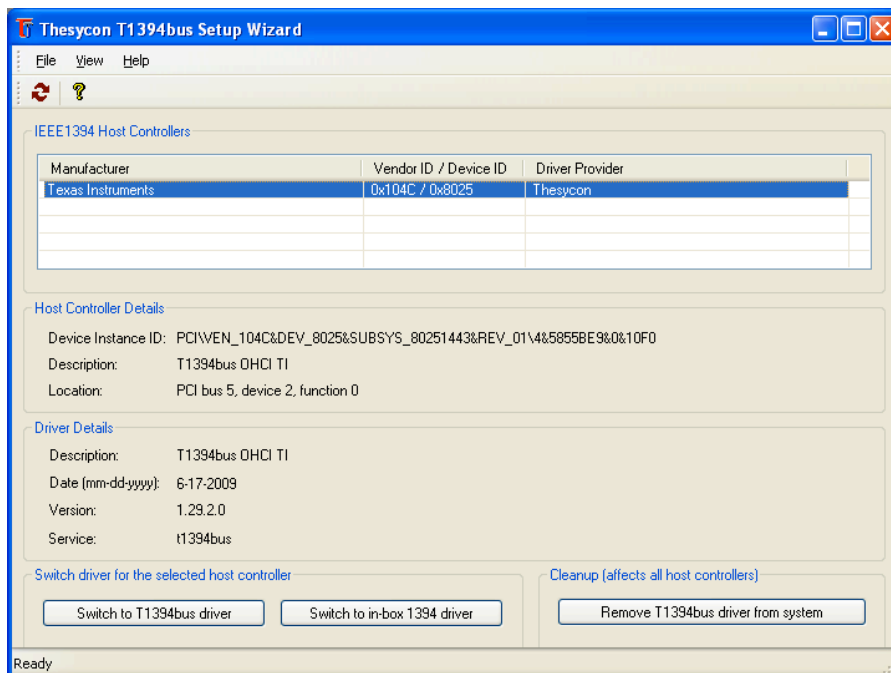 Thesycon T1394bus Setup Wizard
File View Help
IEEE1394 Host Controllers
Manufacturer Vendor ID / Device ID Driver Provider
Texas Instruments 0x104C / 0x8025 Thesycon
Host Controller Details
Device Instance ID: PCI\VEN_104C&DEV_8025&SUBSYS_80251443&REV_01\4&5855BE9&0&10F0
Description: T1394bus OHCI TI
Location: PCI bus 5, device 2, function 0
Driver Details
Description: T1394bus OHCI TI
Date (mm-dd-yyyy): 6-17-2009
Version: 1.29.2.0
Service: t1394bus
Switch driver for the selected host controller Cleanup (affects all host controllers)
Switch to T1394bus driver Switch to in-box 1394 driver Remove T1394bus driver from system
Ready